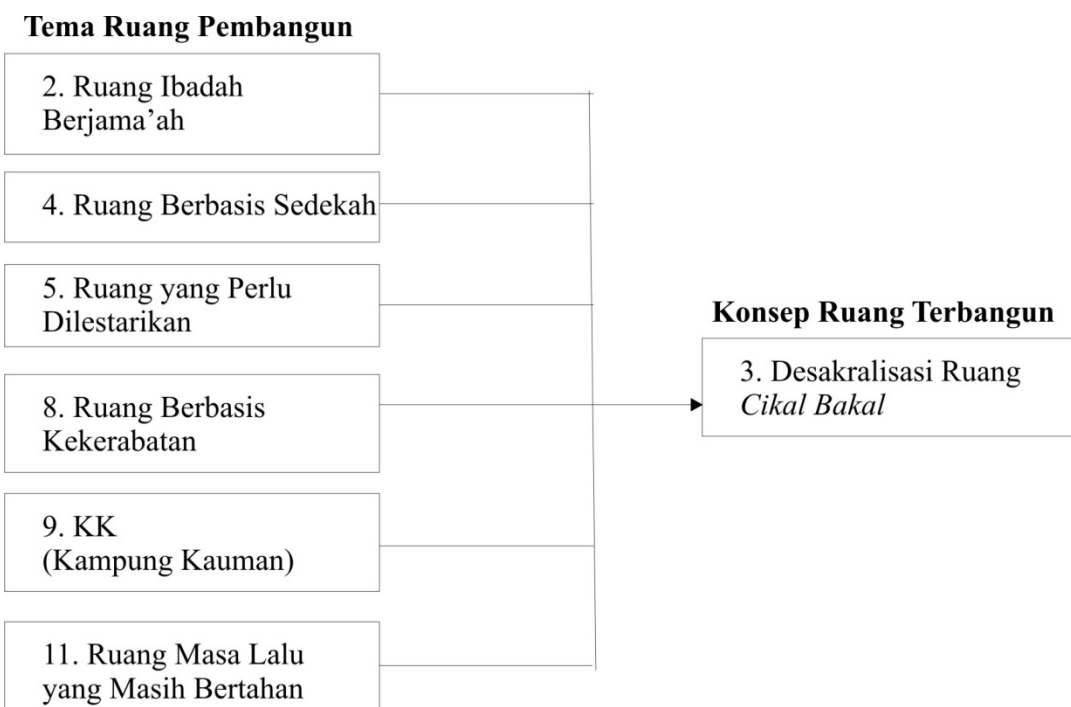 Tema Ruang Pembangun
2. Ruang Ibadah
Berjama’ah
4. Ruang Berbasis Sedekah
5. Ruang yang Perlu
Dilestarikan
8. Ruang Berbasis
Kekerabatan
9. KK
(Kampung Kauman)
11. Ruang Masa Lalu
yang Masih Bertahan
Konsep Ruang Terbangun
3. Desakralisasi Ruang
Cikal Bakal